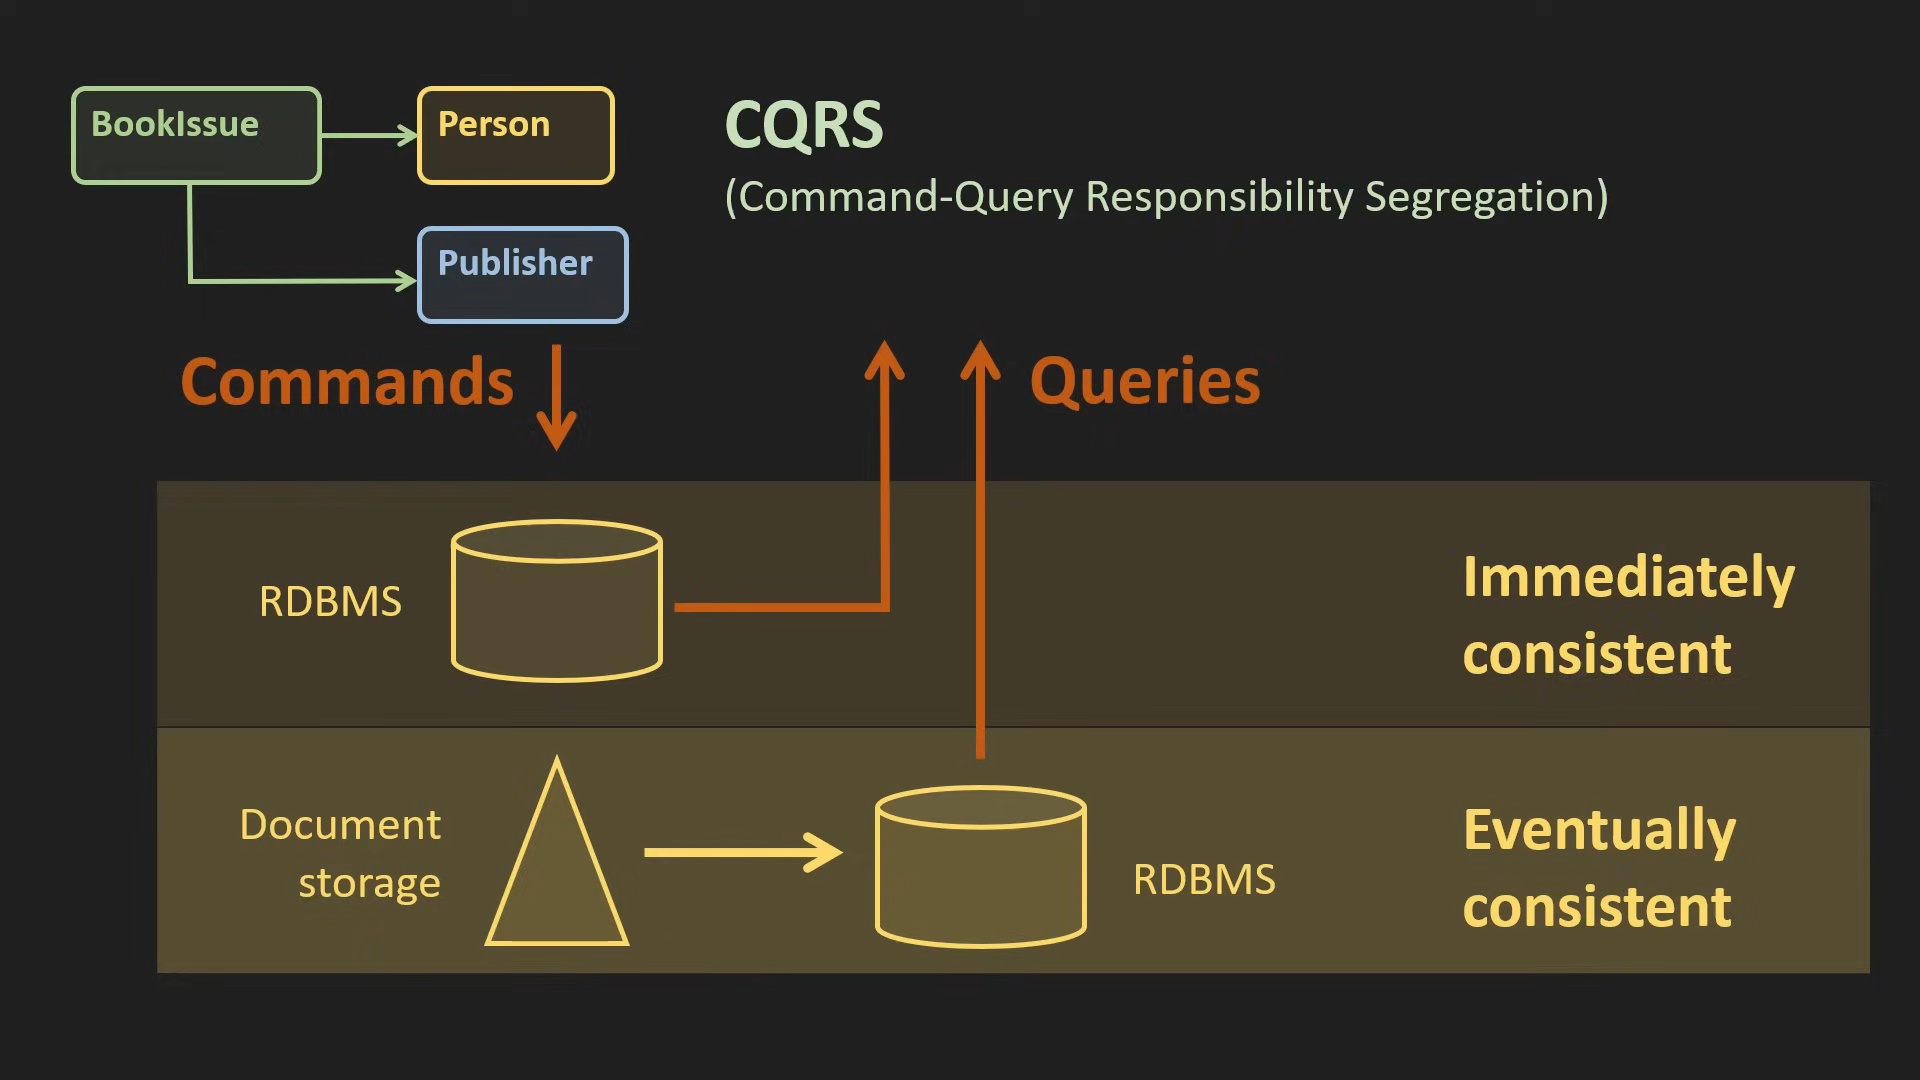 BookIssue
Person
CQRS
(Command-Query Responsibility Segregation)
Publisher
Commands
Queries
RDBMS
Immediately
consistent
Document
storage
RDBMS
Eventually
consistent